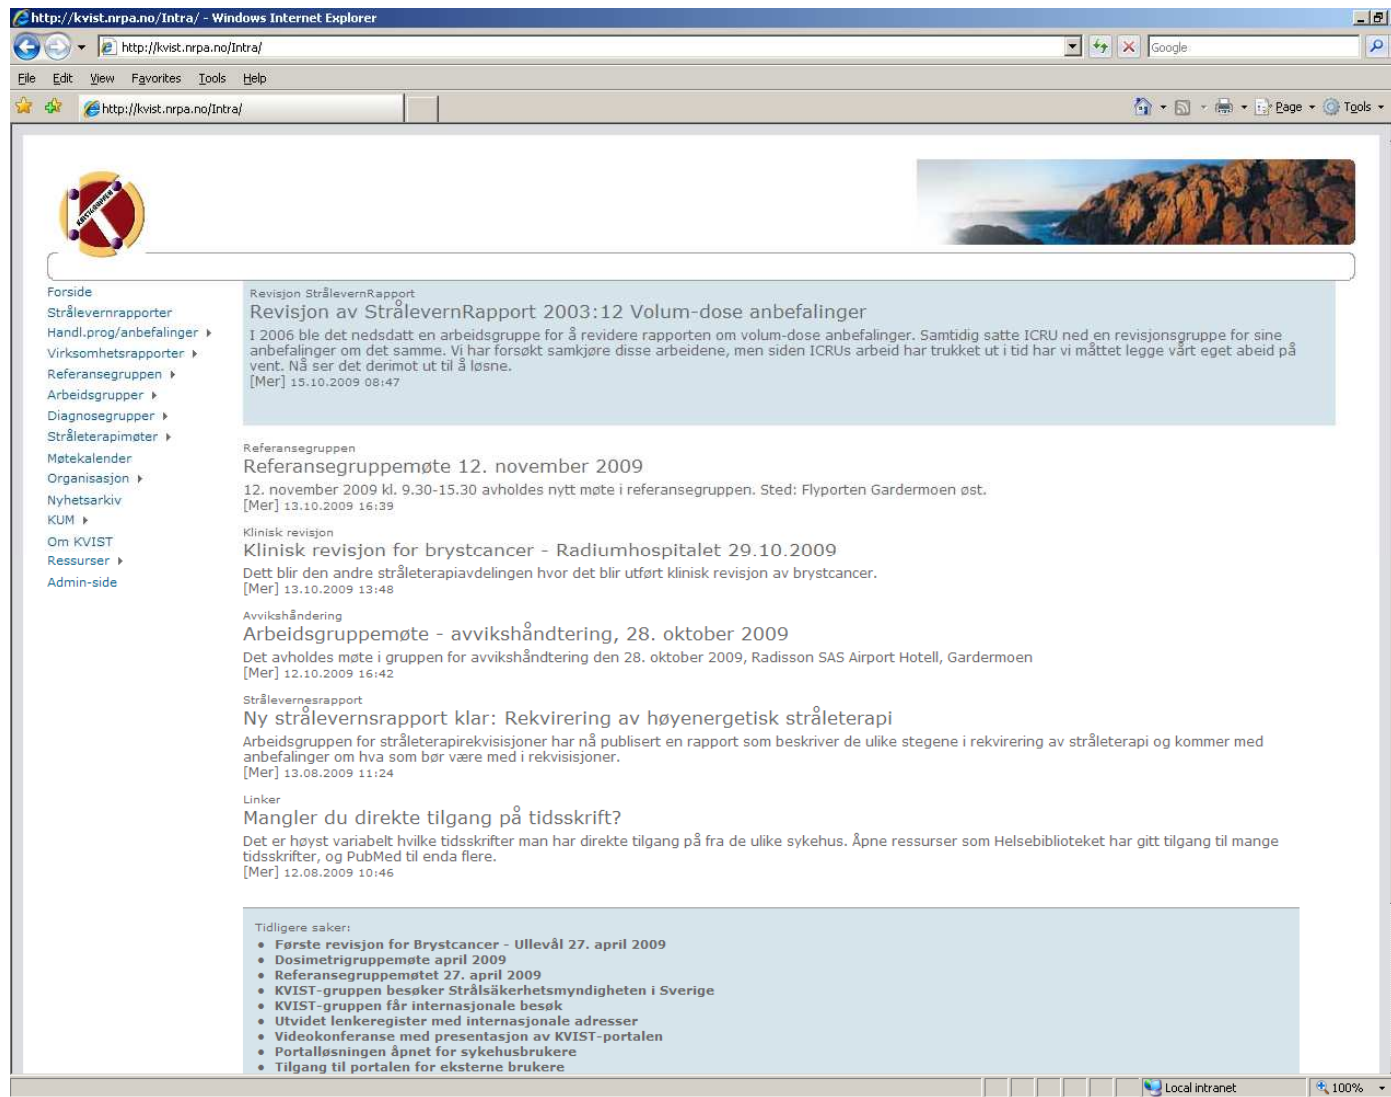 http://kvist.nrpa.no/Intra/ - Windows Internet Explorer
http://kvist.nrpa.no/Intra/
Google
File Edit View Favorites Tools Help
http://kvist.nrpa.no/Intra/
Page Tools
KVISTGRUPPEN
Forside
Strålevernrapporter
Handl.prog/anbefalinger
Virksomhetsrapporter
Referansegruppen
Arbeidsgrupper
Diagnosegrupper
Stråleterapimøter
Møtekalender
Organisasjon
Nyhetsarkiv
KUM
Om KVIST
Ressurser
Admin-side
Revisjon StrålevernRapport
Revisjon av StrålevernRapport 2003:12 Volum-dose anbefalinger
I 2006 ble det nedsdatt en arbeidsgruppe for å revidere rapporten om volum-dose anbefalinger. Samtidig satte ICRU ned en revisjonsgruppe for sine
anbefalinger om det samme. Vi har forsøkt samkjøre disse arbeidene, men siden ICRUs arbeid har trukket ut i tid har vi måttet legge vårt eget abeid på
vent. Nå ser det derimot ut til å løsne.
[Mer] 15.10.2009 08:47
Referansegruppen
Referansegruppemøte 12. november 2009
12. november 2009 kl. 9.30-15.30 avholdes nytt møte i referansegruppen. Sted: Flyporten Gardermoen øst.
[Mer] 13.10.2009 16:39
Klinisk revisjon
Klinisk revisjon for brystcancer - Radiumhospitalet 29.10.2009
Dett blir den andre stråleterapiavdelingen hvor det blir utført klinisk revisjon av brystcancer.
[Mer] 13.10.2009 13:48
Avvikshåndering
Arbeidsgruppemøte - avvikshåndtering, 28. oktober 2009
Det avholdes møte i gruppen for avvikshåndtering den 28. oktober 2009, Radisson SAS Airport Hotell, Gardermoen
[Mer] 12.10.2009 16:42
Strålevernesrapport
Ny strålevernsrapport klar: Rekvirering av høyenergetisk stråleterapi
Arbeidsgruppen for stråleterapirekvisisjoner har nå publisert en rapport som beskriver de ulike stegene i rekvirering av stråleterapi og kommer med
anbefalinger om hva som bør være med i rekvisisjoner.
[Mer] 13.08.2009 11:24
Linker
Mangler du direkte tilgang på tidsskrift?
Det er høyst variabelt hvilke tidsskrifter man har direkte tilgang på fra de ulike sykehus. Åpne ressurser som Helsebiblioteket har gitt tilgang til mange
tidsskrifter, og PubMed til enda flere.
[Mer] 12.08.2009 10:46
Tidligere saker:
• Første revisjon for Brystcancer - Ullevål 27. april 2009
• Dosimetrigruppemøte april 2009
• Referansegruppemøtet 27. april 2009
• KVIST-gruppen besøker Strålsäkerhetsmyndigheten i Sverige
• KVIST-gruppen får internasjonale besøk
• Utvidet lenkeregister med internasjonale adresser
• Videokonferanse med presentasjon av KVIST-portalen
• Portalløsningen åpnet for sykehusbrukere
• Tilgang til portalen for eksterne brukere
Local intranet 100%